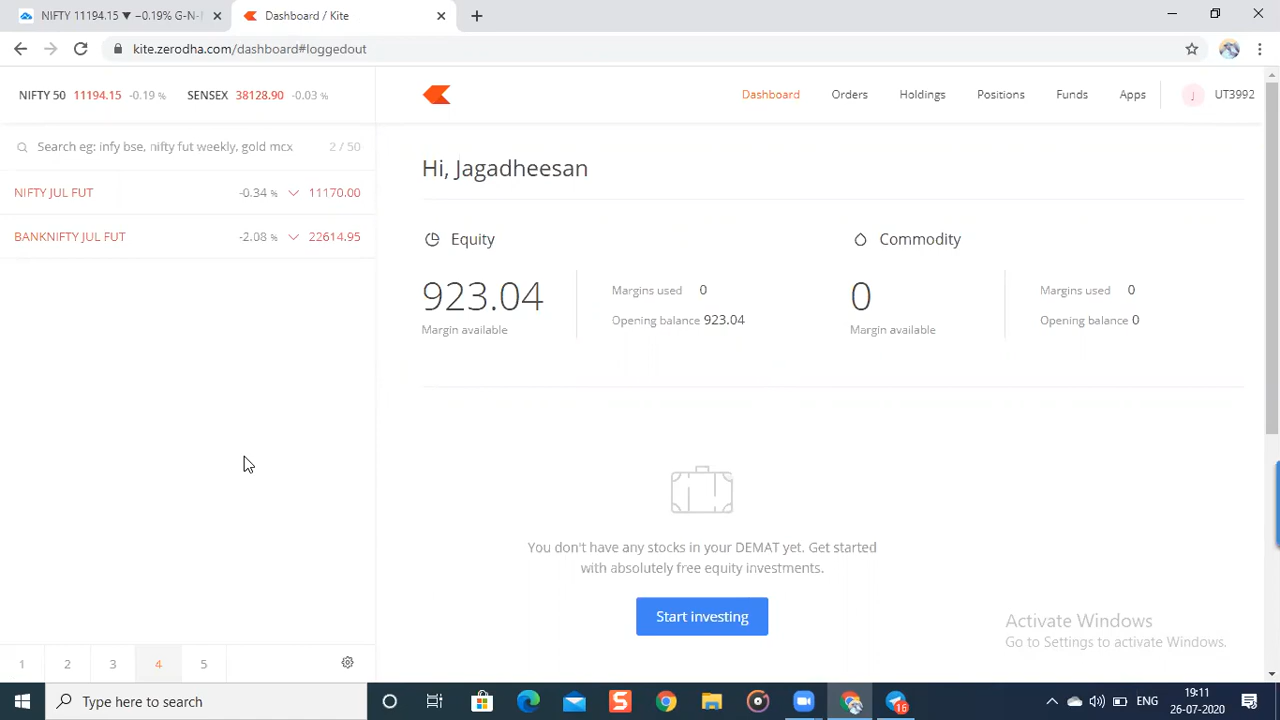 NIFTY 11194.15 ▼ −0.19% G-N-
Dashboard / Kite
kite.zerodha.com/dashboard#loggedout
NIFTY 50 11194.15 -0.19 % SENSEX 38128.90 -0.03 %
Dashboard Orders Holdings Positions Funds Apps J UT3992
Search eg: infy bse, nifty fut weekly, gold mcx 2 / 50
NIFTY JUL FUT -0.34 % 11170.00
BANKNIFTY JUL FUT -2.08 % 22614.95
Hi, Jagadheesan
Equity
923.04
Margin available
Margins used 0
Opening balance 923.04
Commodity
0
Margin available
Margins used 0
Opening balance 0
You don't have any stocks in your DEMAT yet. Get started
with absolutely free equity investments.
Start investing
Activate Windows
Go to Settings to activate Windows.
1 2 3 4 5
Type here to search
S
16
ENG
19:11
26-07-2020